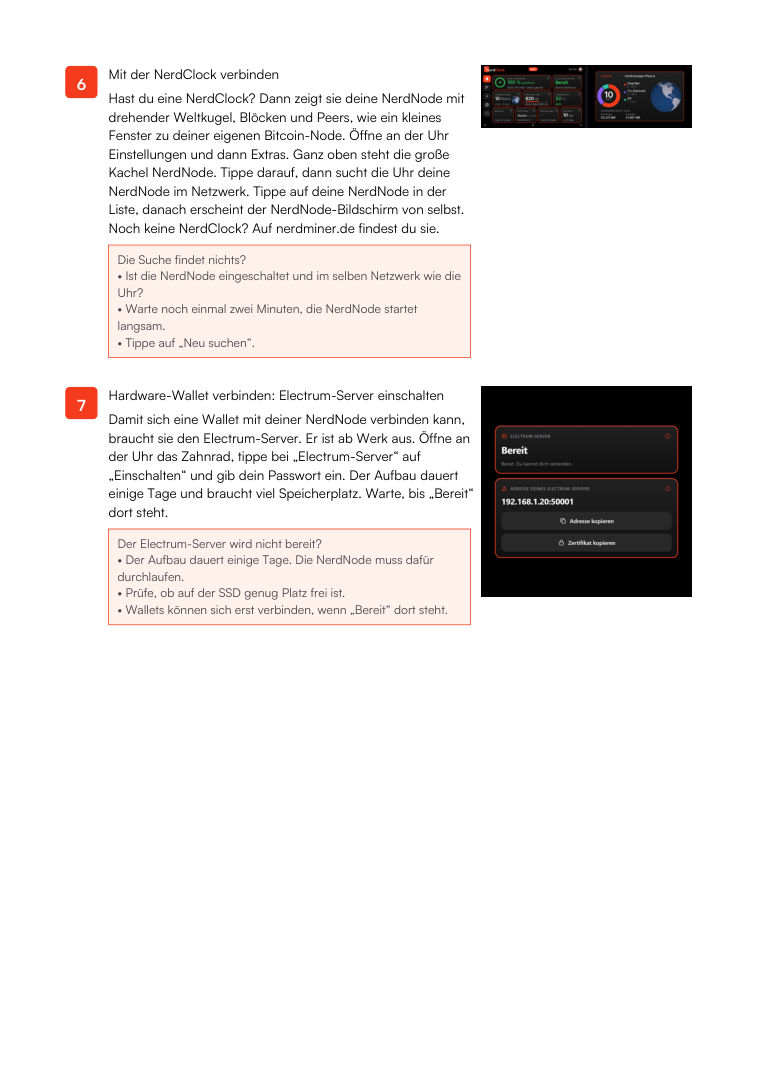 6
Mit der NerdClock verbinden
Hast du eine NerdClock? Dann zeigt sie deine NerdNode mit
drehender Weltkugel, Blöcken und Peers, wie ein kleines
Fenster zu deiner eigenen Bitcoin-Node. Öffne an der Uhr
Einstellungen und dann Extras. Ganz oben steht die große
Kachel NerdNode. Tippe darauf, dann sucht die Uhr deine
NerdNode im Netzwerk. Tippe auf deine NerdNode in der
Liste, danach erscheint der NerdNode-Bildschirm von selbst.
Noch keine NerdClock? Auf nerdminer.de findest du sie.
Die Suche findet nichts?
• Ist die NerdNode eingeschaltet und im selben Netzwerk wie die
Uhr?
• Warte noch einmal zwei Minuten, die NerdNode startet
langsam.
• Tippe auf „Neu suchen“.
Bereit
10
7
Hardware-Wallet verbinden: Electrum-Server einschalten
Damit sich eine Wallet mit deiner NerdNode verbinden kann,
braucht sie den Electrum-Server. Er ist ab Werk aus. Öffne an
der Uhr das Zahnrad, tippe bei „Electrum-Server“ auf
„Einschalten“ und gib dein Passwort ein. Der Aufbau dauert
einige Tage und braucht viel Speicherplatz. Warte, bis „Bereit“
dort steht.
Der Electrum-Server wird nicht bereit?
• Der Aufbau dauert einige Tage. Die NerdNode muss dafür
durchlaufen.
• Prüfe, ob auf der SSD genug Platz frei ist.
• Wallets können sich erst verbinden, wenn „Bereit“ dort steht.
ELECTRUM-SERVER
Bereit
Bereit. Du kannst dich verbinden.
ADRESSE DEINES ELECTRUM-SERVERS
192.168.1.20:50001
Adresse kopieren
Zertifikat kopieren